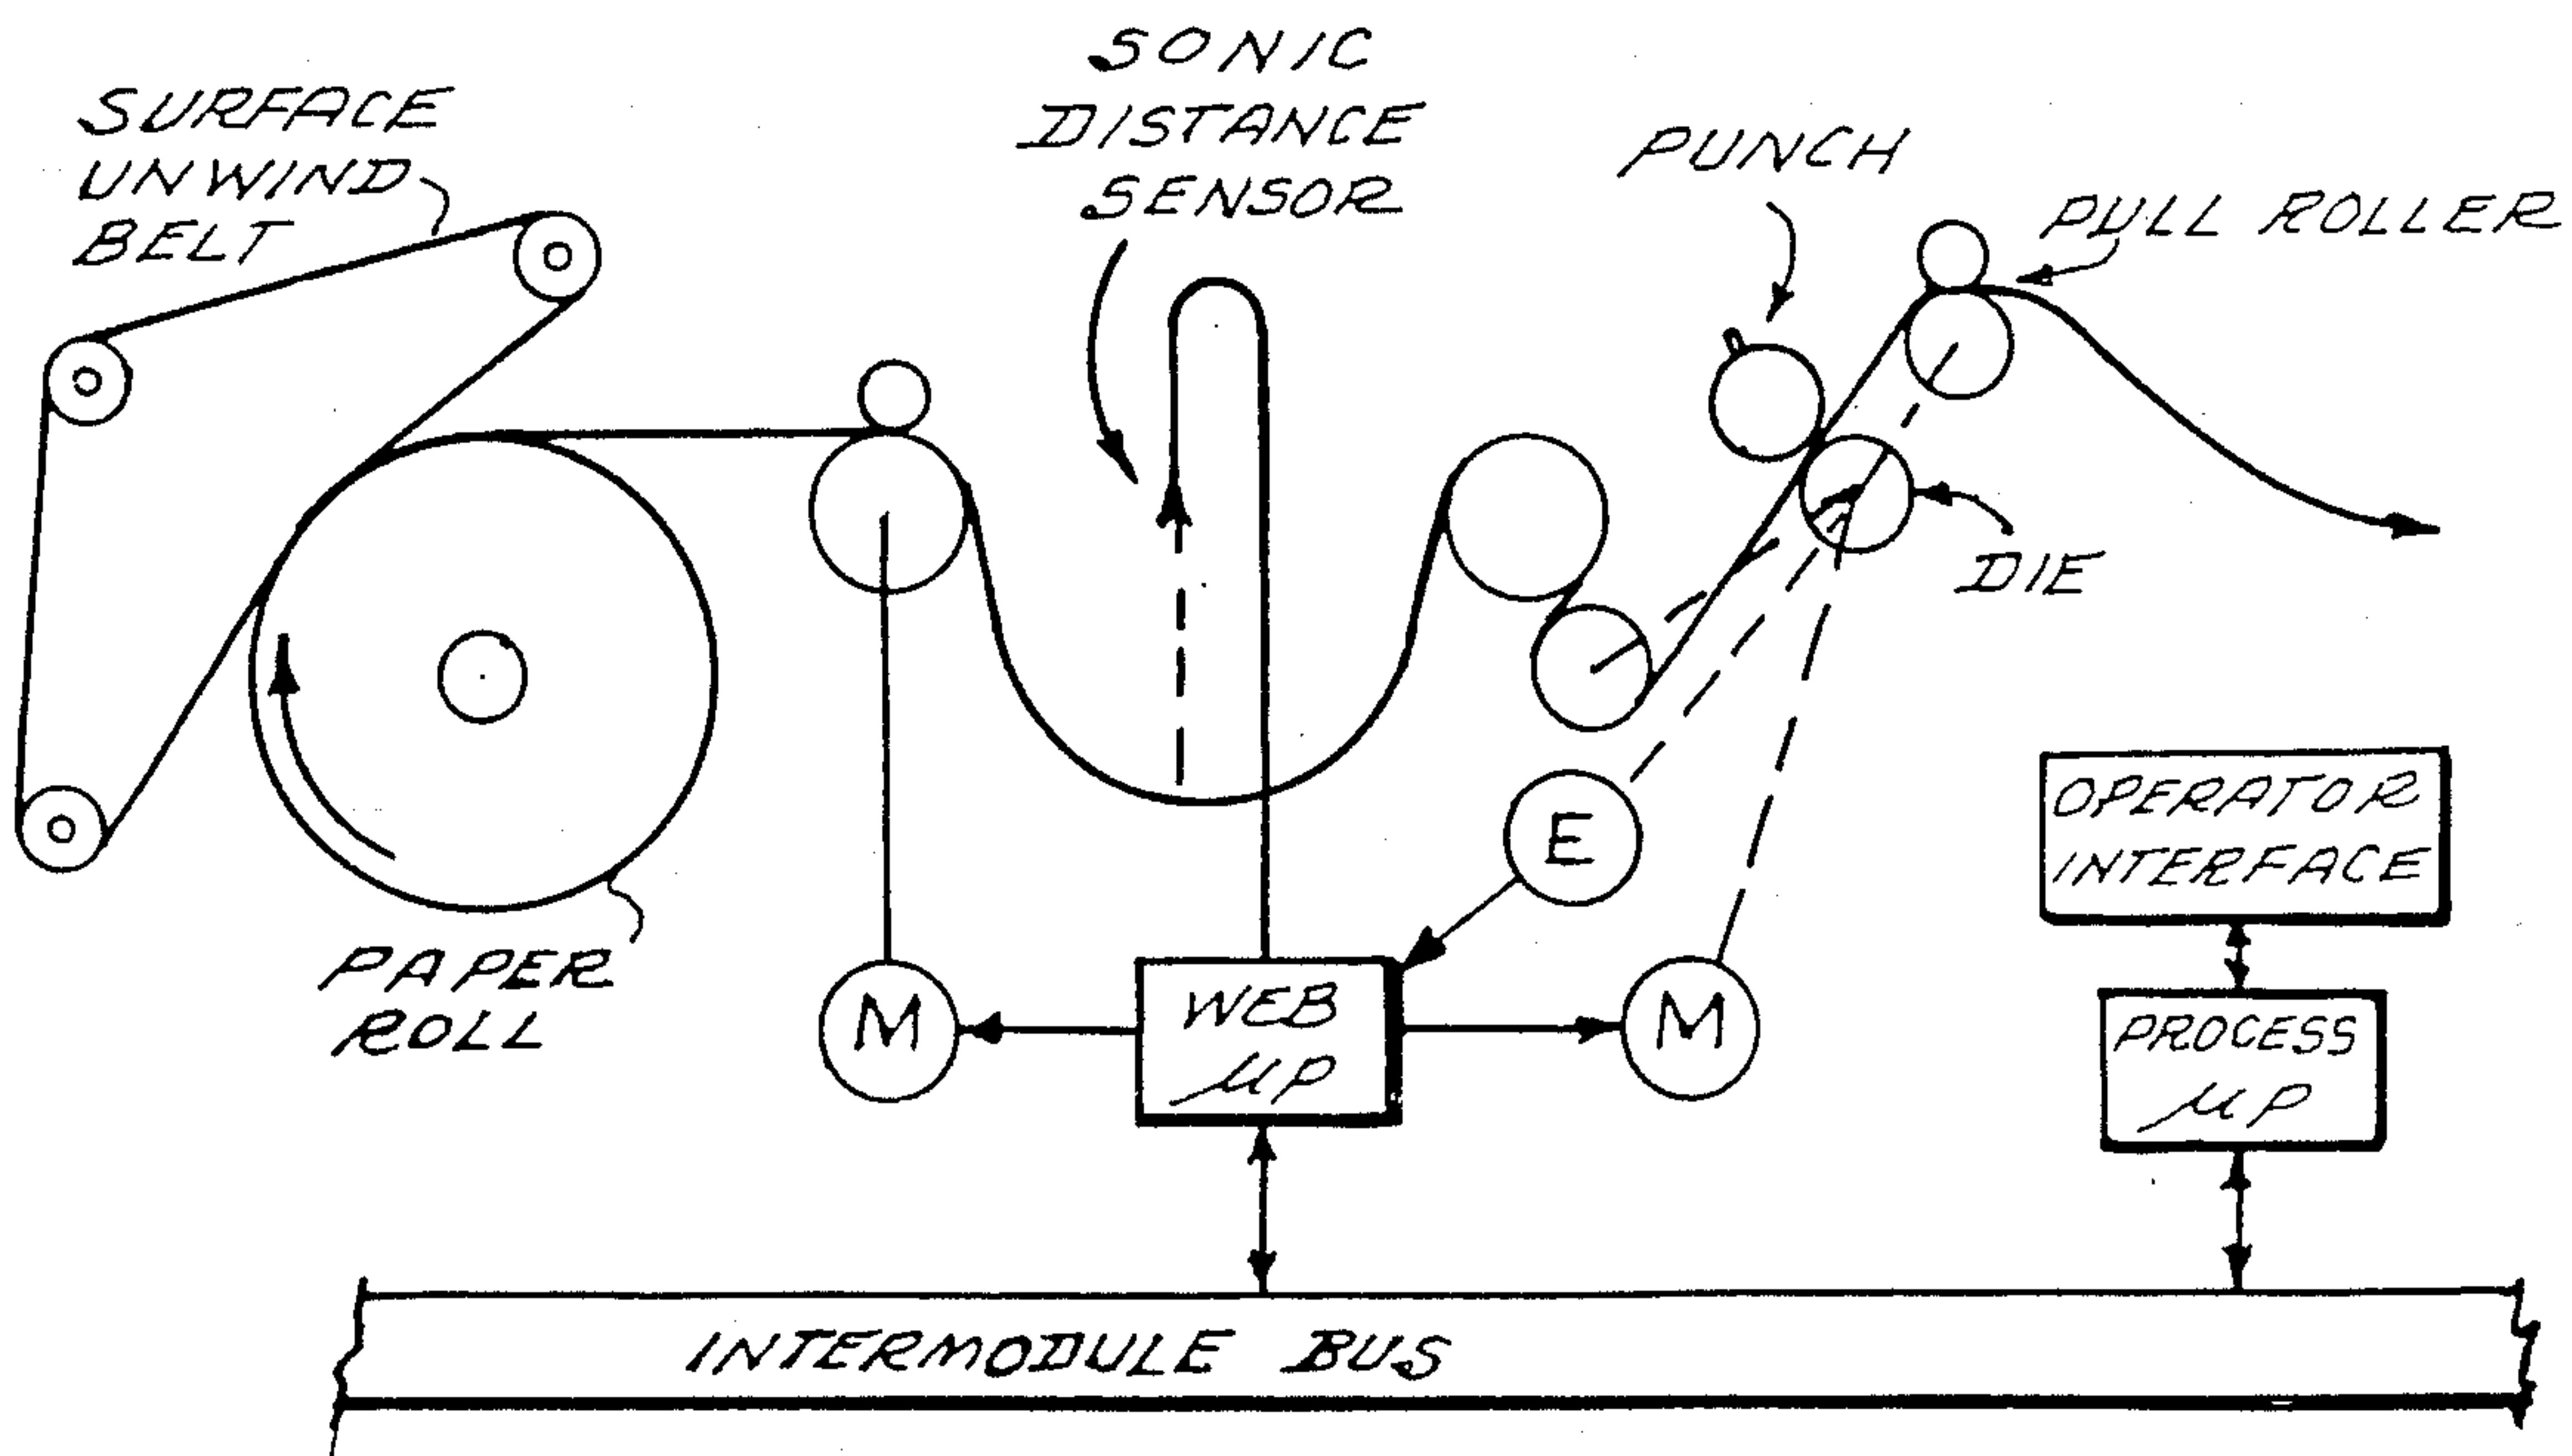 SURFACE
UNWIND
BELT
SONIC
DISTANCE
SENSOR
PUNCH
PULL ROLLER
DIE
PAPER
ROLL
E
M
WEB
μP
M
OPERATOR
INTERFACE
PROCESS
μP
INTERMODULE BUS